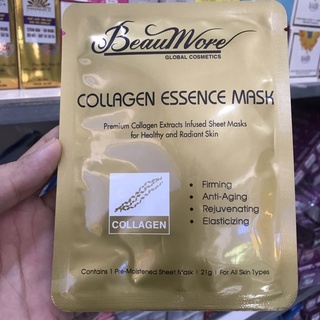 BeauMore
GLOBAL COSMETICS
COLLAGEN ESSENCE MASK
Premium Collagen Extracts Infused Sheet Masks
for Healthy and Radiant Skin
• Firming
• Anti-Aging
• Rejuvenating
• Elasticizing
COLLAGEN
Contains 1 Pre-Moistened Sheet Mask | 21g | For All Skin Types